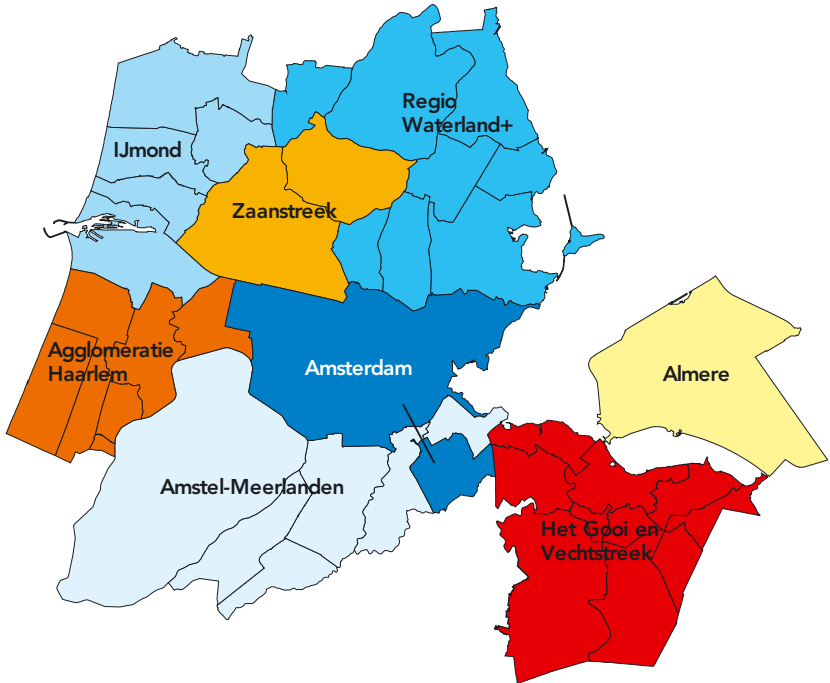 Regio
Waterland+
IJmond
Zaanstreek
Agglomeratie
Haarlem
Amsterdam
Almere
Amstel-Meerlanden
Het Gooi en
Vechtstreek